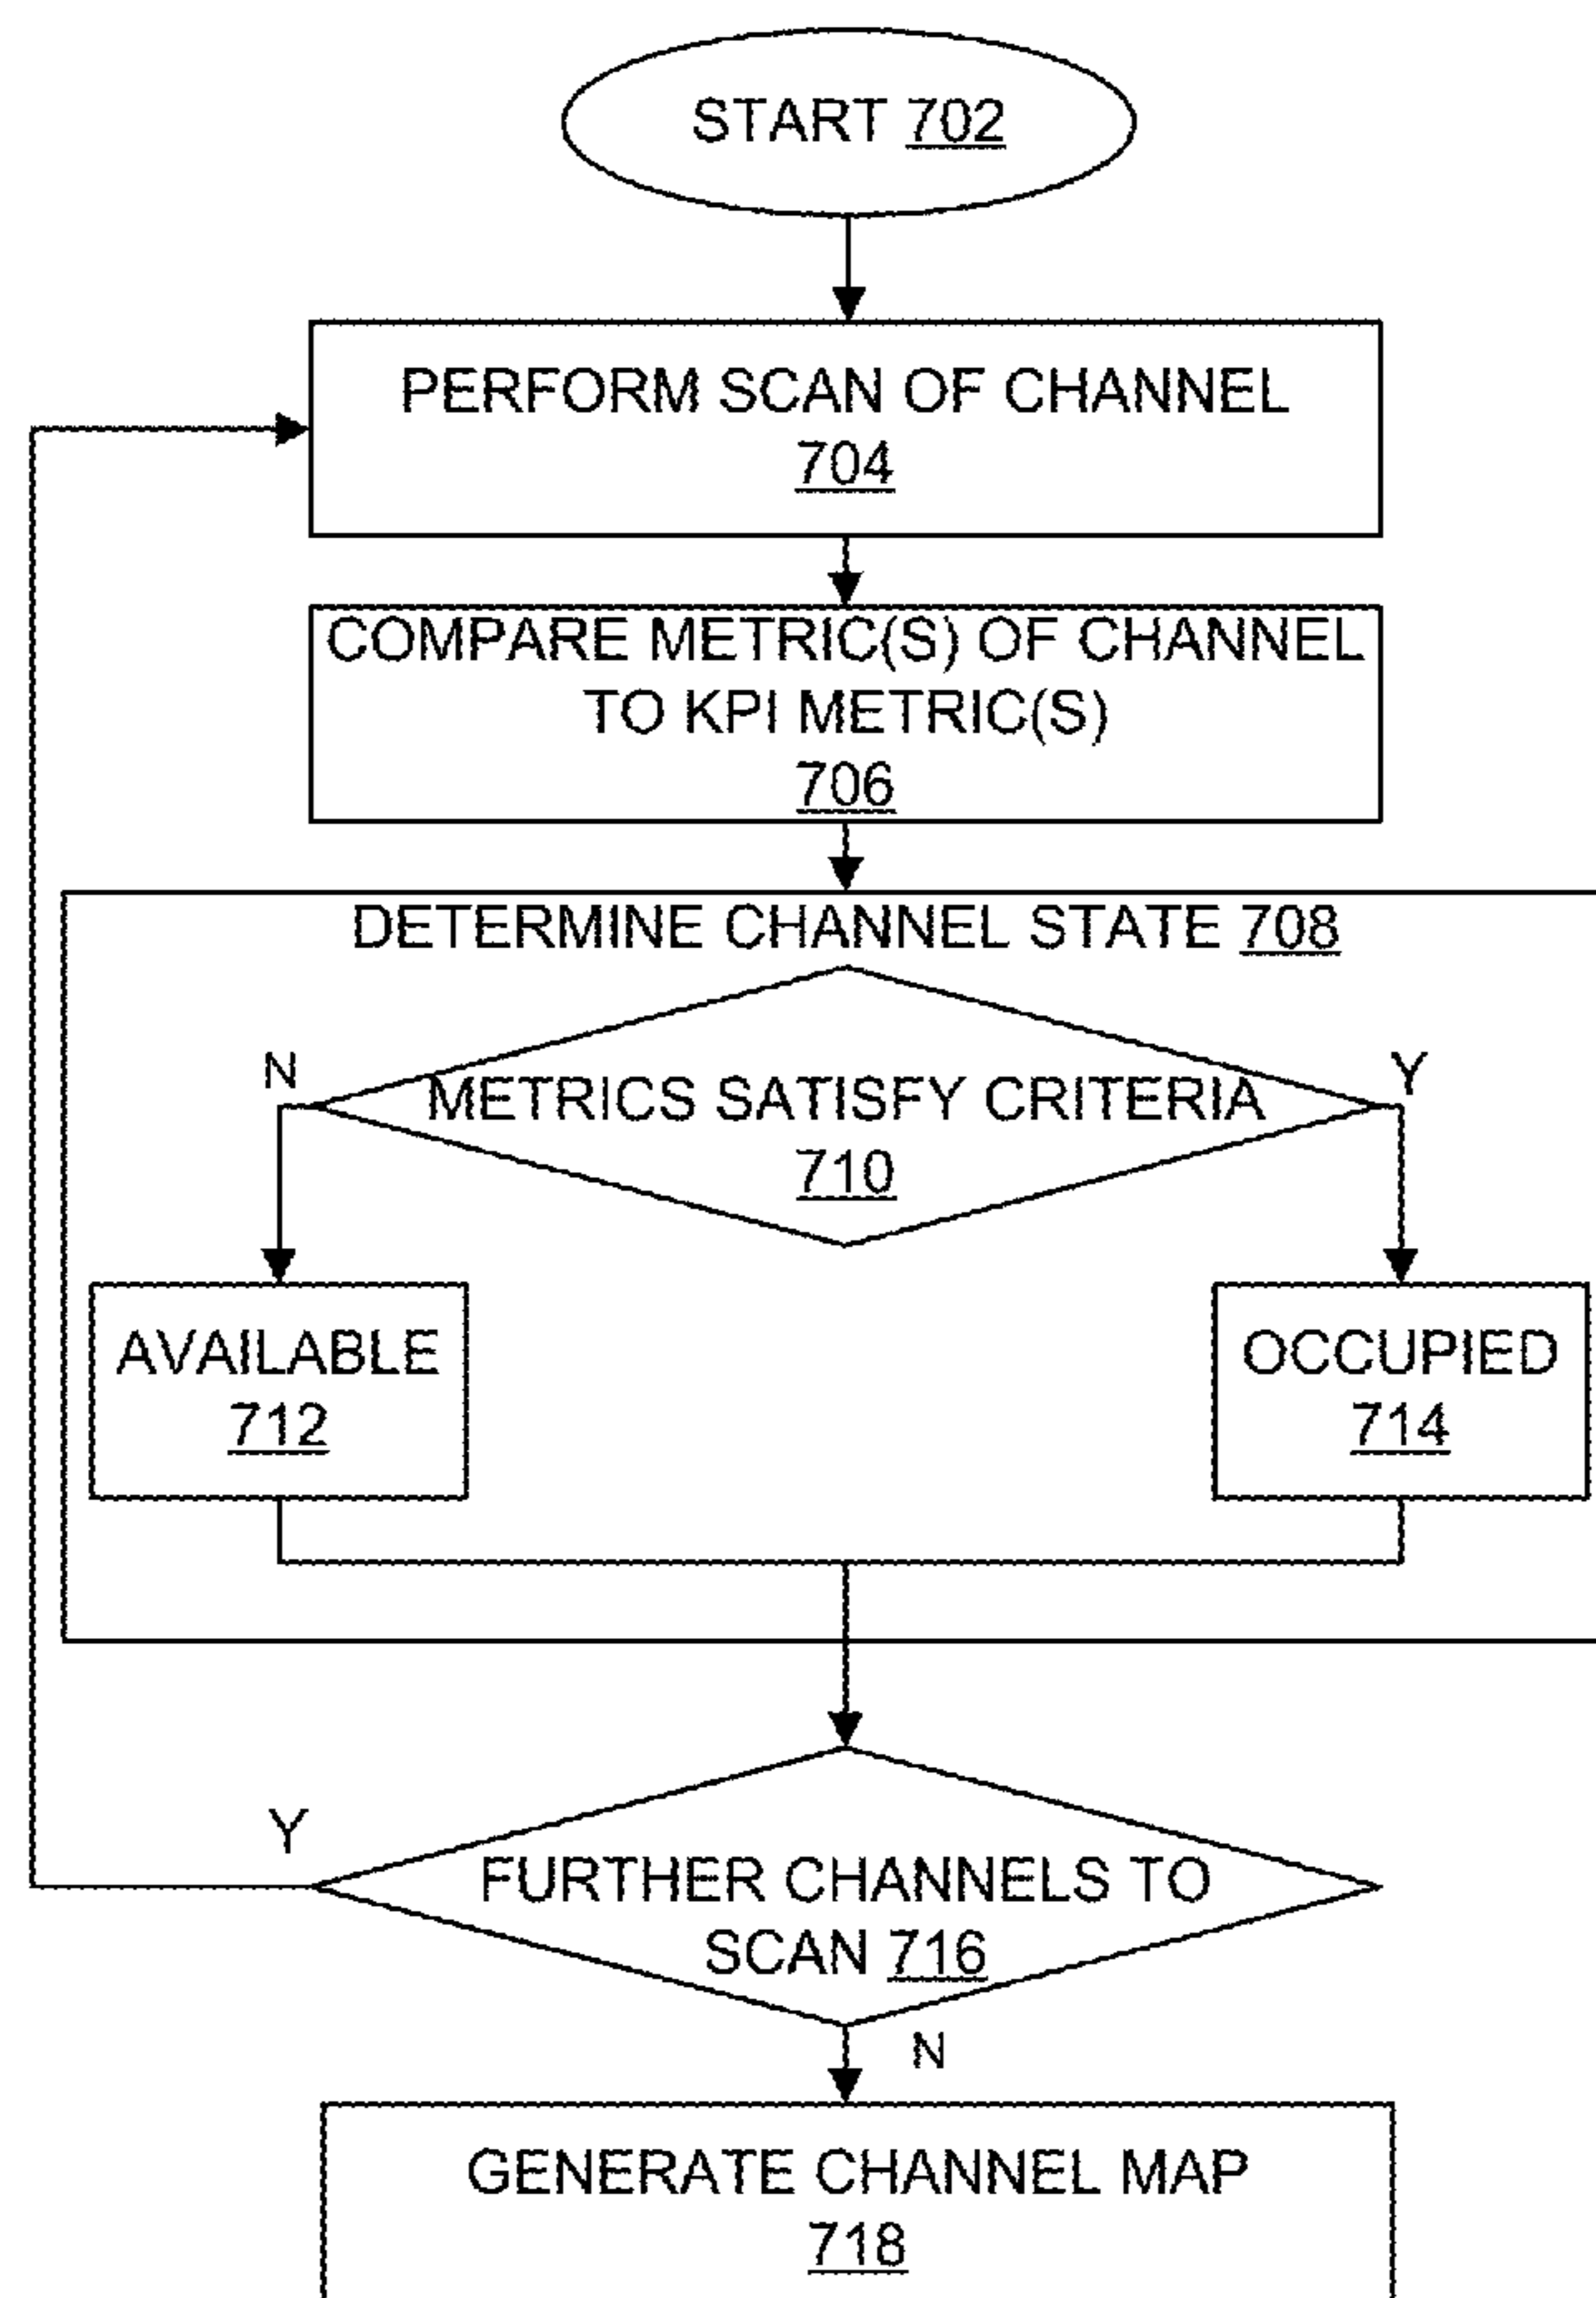 START 702
PERFORM SCAN OF CHANNEL
704
COMPARE METRIC(S) OF CHANNEL
TO KPI METRIC(S)
706
DETERMINE CHANNEL STATE 708
N
Y
METRICS SATISFY CRITERIA
710
AVAILABLE
712
OCCUPIED
714
Y
FURTHER CHANNELS TO
SCAN 716
N
GENERATE CHANNEL MAP
718